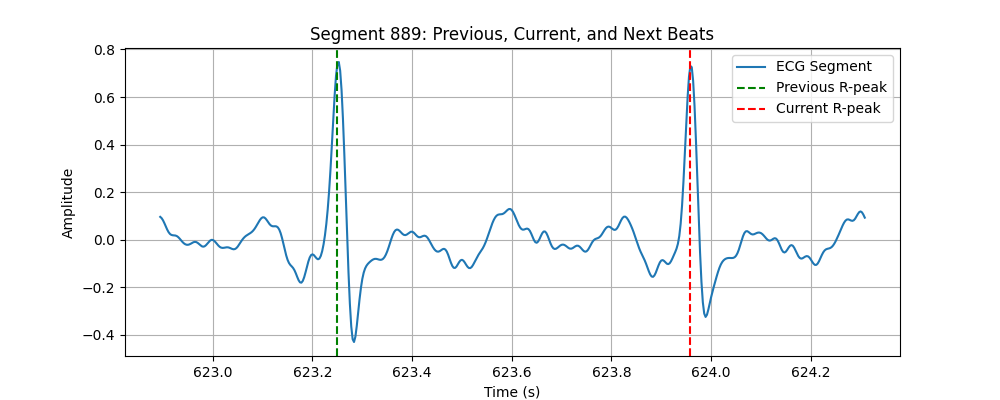 Segment 889: Previous, Current, and Next Beats
ECG Segment
Previous R-peak
Current R-peak
Amplitude
0.8
0.6
0.4
0.2
0.0
−0.2
−0.4
623.0 623.2 623.4 623.6 623.8 624.0 624.2
Time (s)